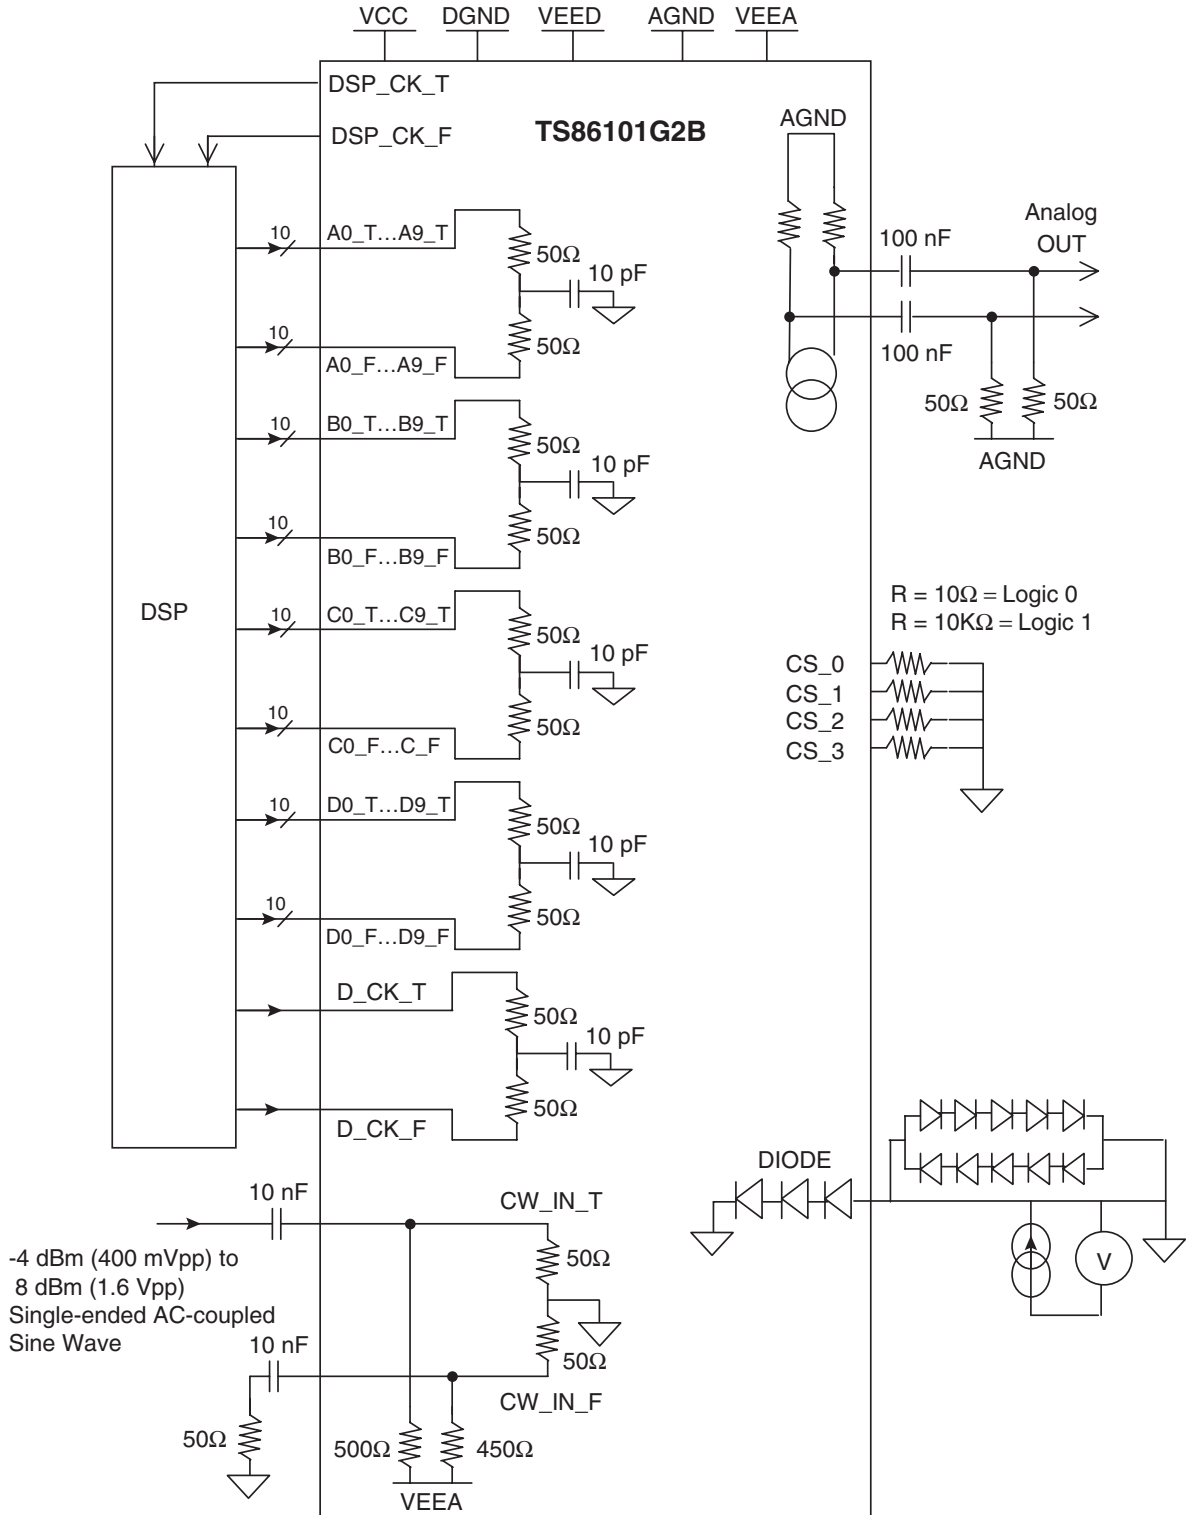 VCC DGND VEED AGND VEEA
DSP_CK_T
DSP_CK_F
TS86101G2B
AGND
10 A0_T...A9_T
50Ω
10 pF
10
50Ω
A0_F...A9_F
100 nF
Analog
OUT
100 nF
50Ω 50Ω
AGND
10 B0_T...B9_T
50Ω
10 pF
10
50Ω
B0_F...B9_F
DSP
10 C0_T...C9_T
50Ω
10 pF
10
50Ω
C0_F...C_F
R = 10Ω = Logic 0
R = 10KΩ = Logic 1
CS_0
CS_1
CS_2
CS_3
10 D0_T...D9_T
50Ω
10 pF
10
50Ω
D0_F...D9_F
D_CK_T
50Ω
10 pF
50Ω
D_CK_F
DIODE
V
10 nF
CW_IN_T
-4 dBm (400 mVpp) to
8 dBm (1.6 Vpp)
Single-ended AC-coupled
Sine Wave
50Ω
10 nF
50Ω
CW_IN_F
50Ω
500Ω 450Ω
VEEA